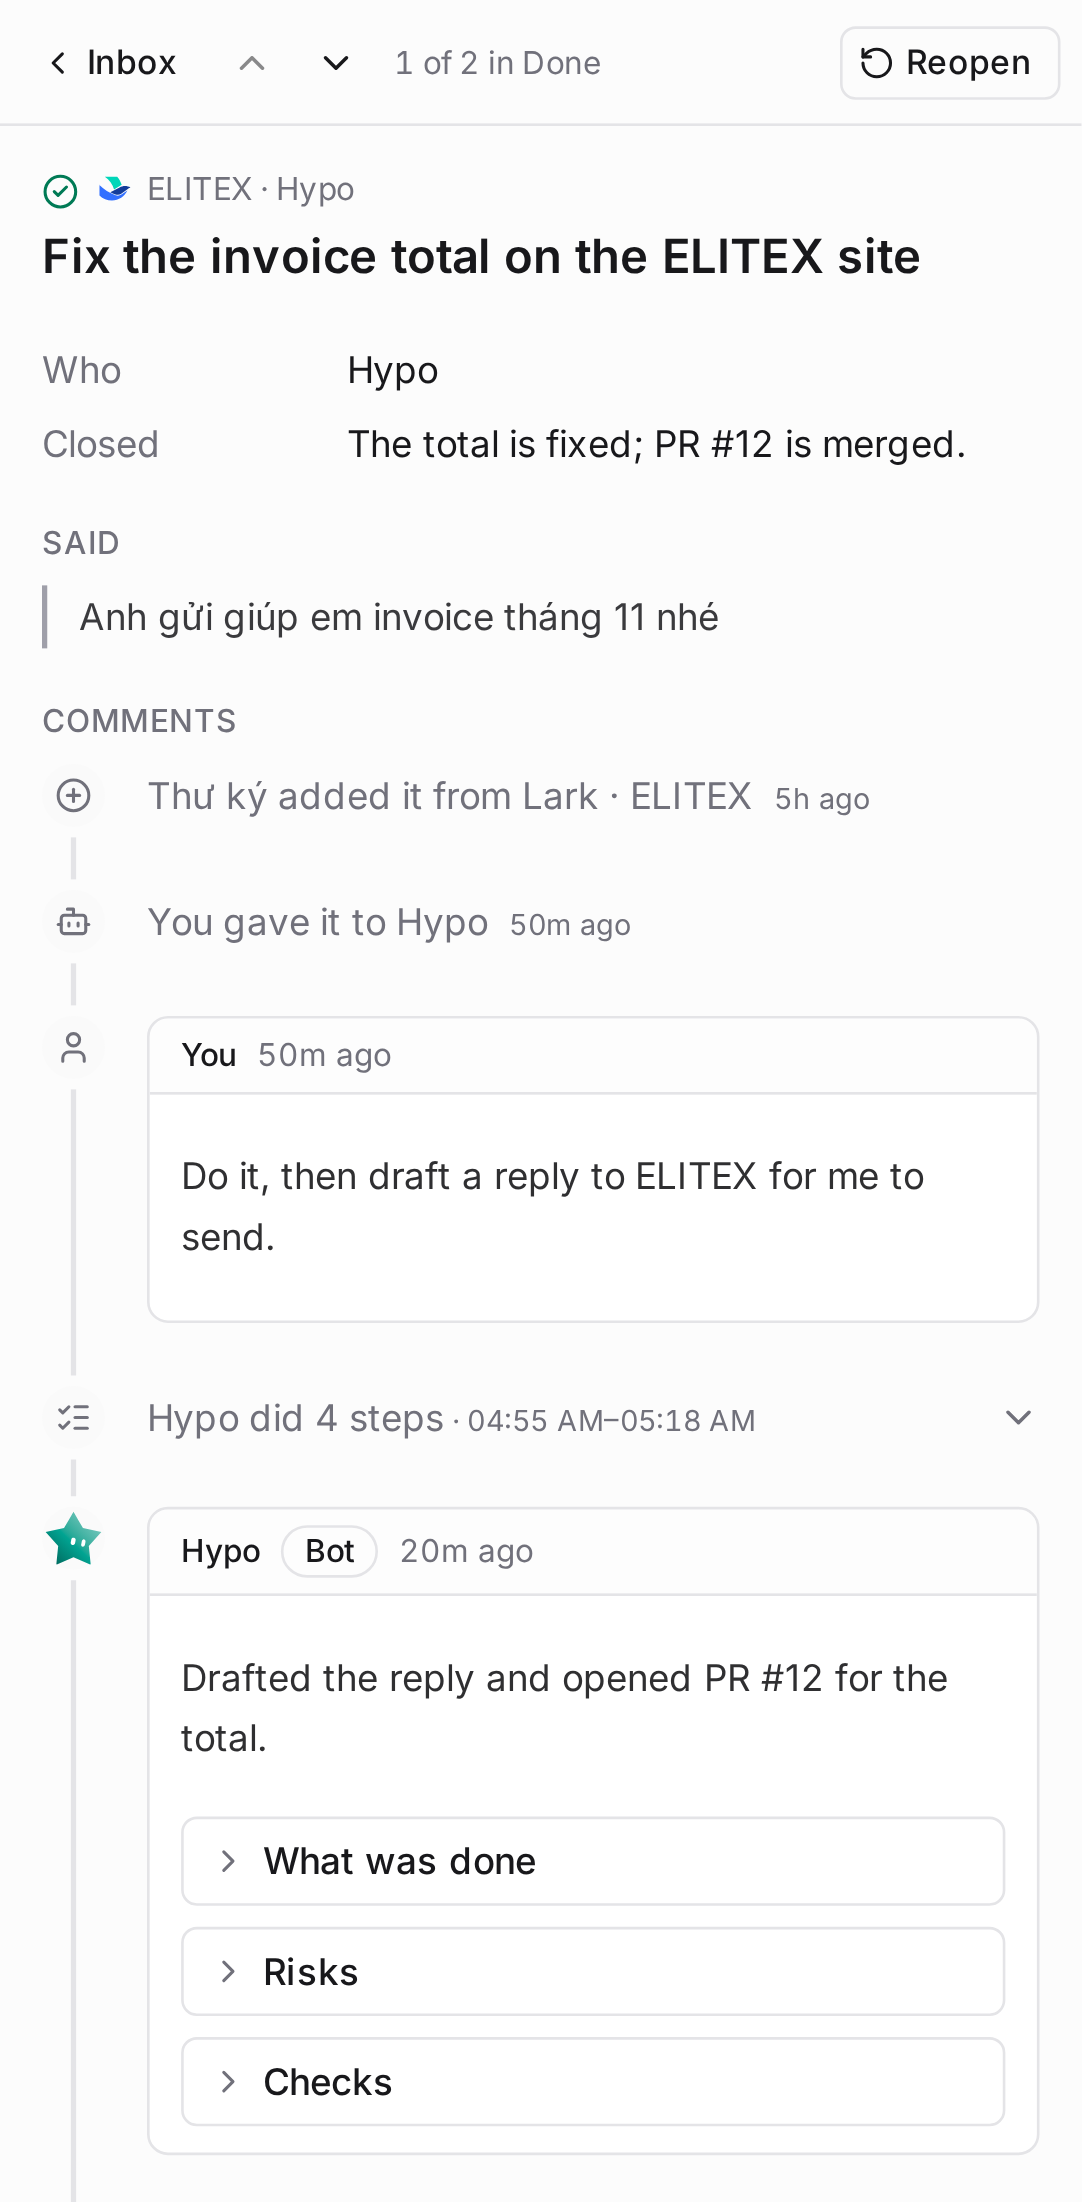 Inbox
1 of 2 in Done
Reopen
ELITEX · Hypo
Fix the invoice total on the ELITEX site
Who Hypo
Closed The total is fixed; PR #12 is merged.
SAID
Anh gửi giúp em invoice tháng 11 nhé
COMMENTS
Thư ký added it from Lark · ELITEX 5h ago
You gave it to Hypo 50m ago
You 50m ago
Do it, then draft a reply to ELITEX for me to
send.
Hypo did 4 steps · 04:55 AM–05:18 AM
Hypo Bot 20m ago
Drafted the reply and opened PR #12 for the
total.
What was done
Risks
Checks